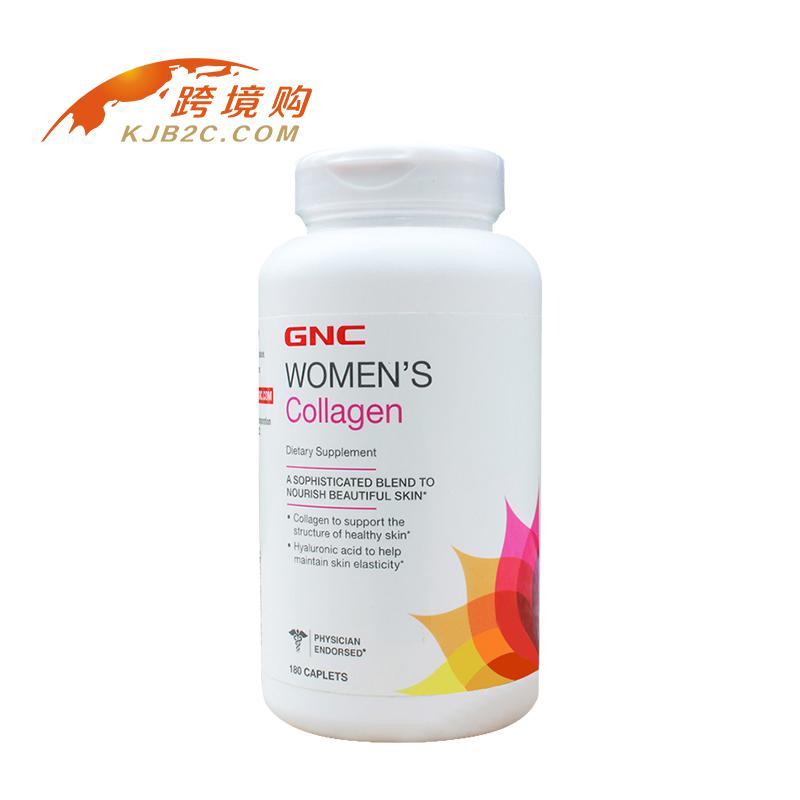 跨境购
KJB2C.COM
GNC
WOMEN'S
Collagen
Dietary Supplement
A SOPHISTICATED BLEND TO
NOURISH BEAUTIFUL SKIN*
• Collagen to support the
structure of healthy skin*
• Hyaluronic acid to help
maintain skin elasticity*
PHYSICIAN
ENDORSED*
180 CAPLETS